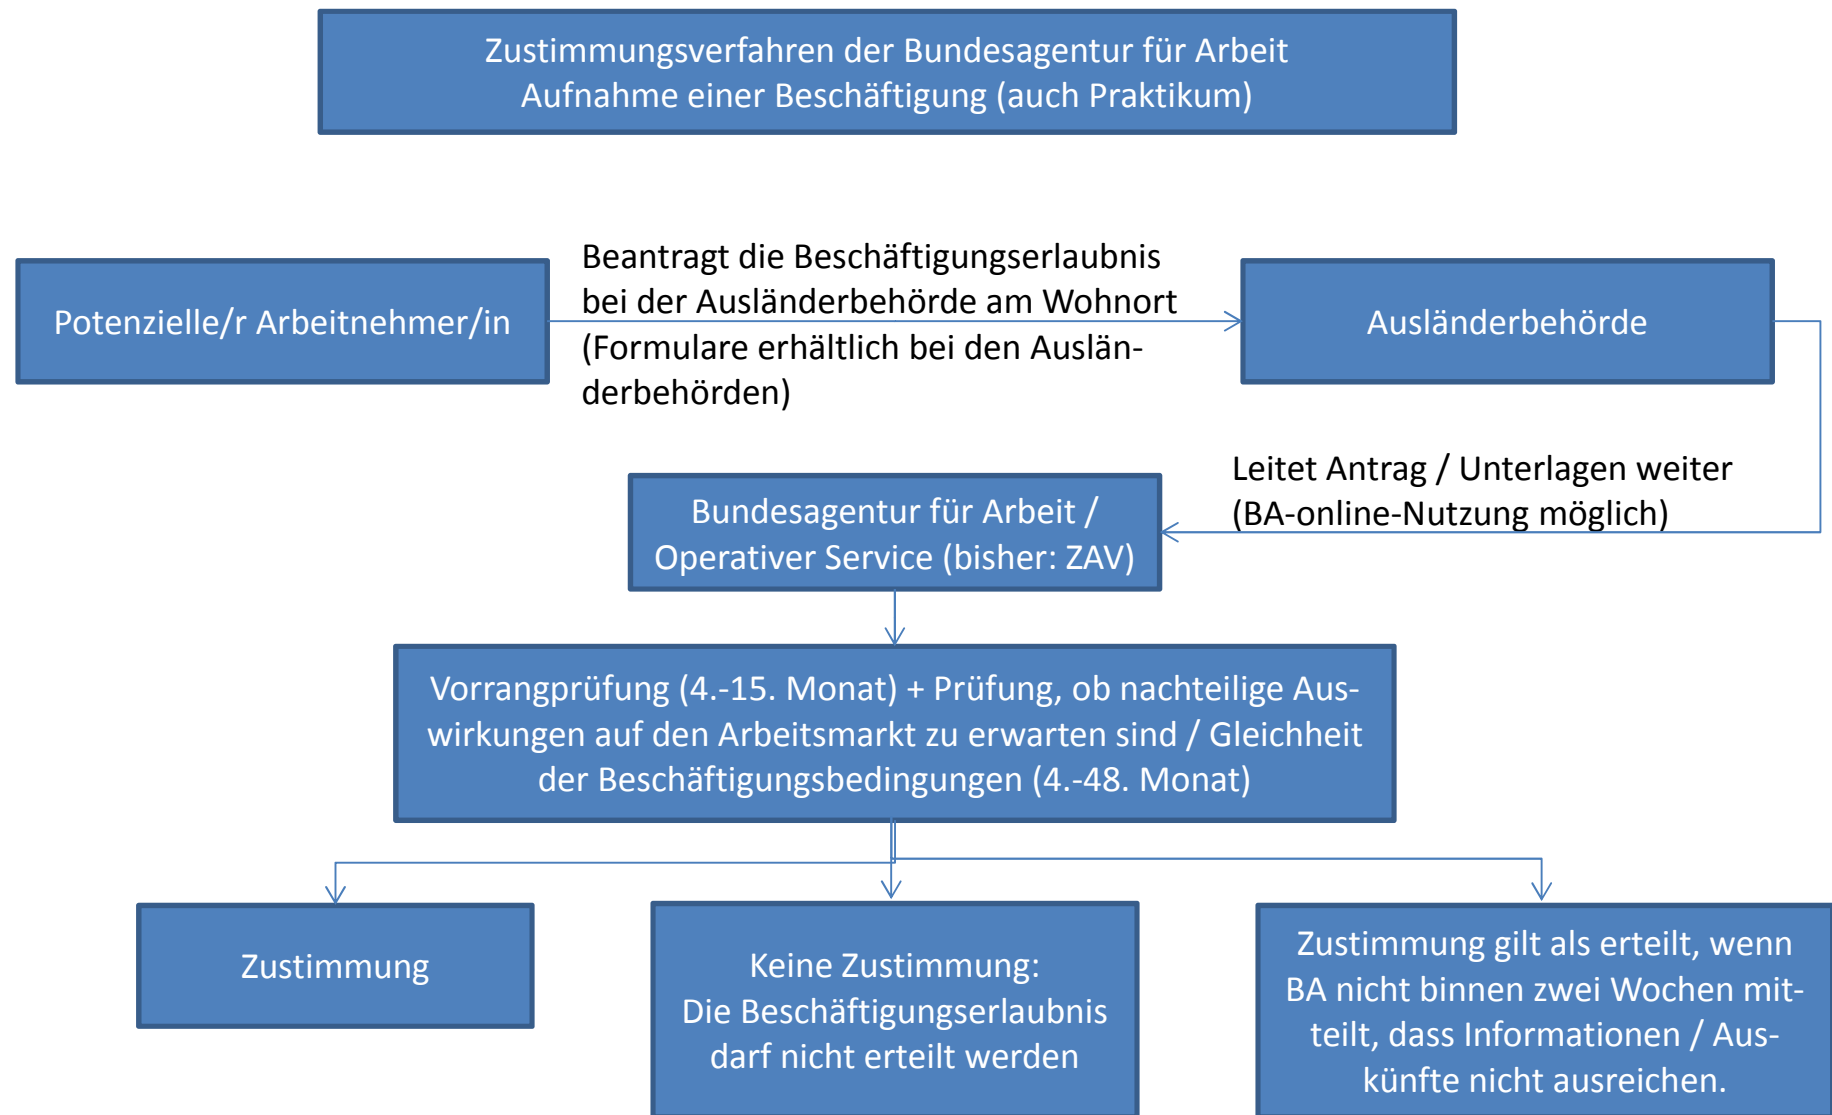 Zustimmungsverfahren der Bundesagentur für Arbeit
Aufnahme einer Beschäftigung (auch Praktikum)
Potenzielle/r Arbeitnehmer/in
Beantragt die Beschäftigungserlaubnis
bei der Ausländerbehörde am Wohnort
(Formulare erhältlich bei den Auslän-
derbehörden)
Ausländerbehörde
Leitet Antrag / Unterlagen weiter
(BA-online-Nutzung möglich)
Bundesagentur für Arbeit /
Operativer Service (bisher: ZAV)
Vorrangprüfung (4.-15. Monat) + Prüfung, ob nachteilige Aus-
wirkungen auf den Arbeitsmarkt zu erwarten sind / Gleichheit
der Beschäftigungsbedingungen (4.-48. Monat)
Zustimmung
Keine Zustimmung:
Die Beschäftigungserlaubnis
darf nicht erteilt werden
Zustimmung gilt als erteilt, wenn
BA nicht binnen zwei Wochen mit-
teilt, dass Informationen / Aus-
künfte nicht ausreichen.